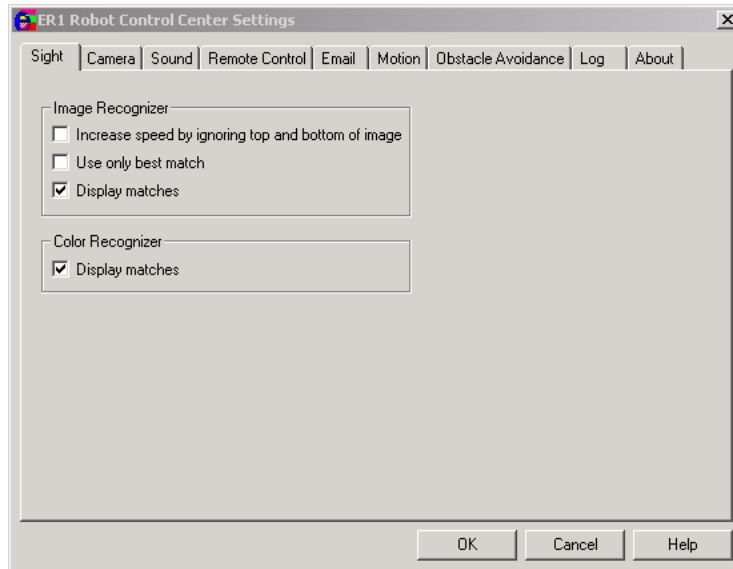 ER1 Robot Control Center Settings
Sight Camera Sound Remote Control Email Motion Obstacle Avoidance Log About
Image Recognizer
Increase speed by ignoring top and bottom of image
Use only best match
Display matches
Color Recognizer
Display matches
OK Cancel Help